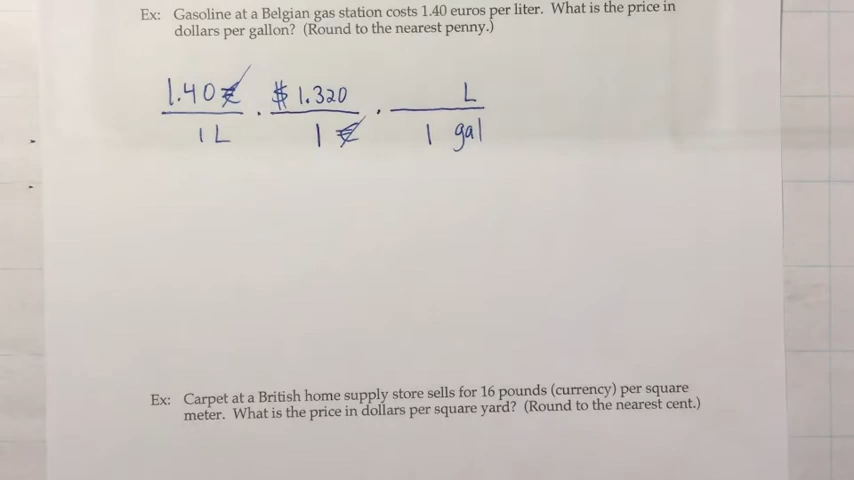 Ex: Gasoline at a Belgian gas station costs 1.40 euros per liter. What is the price in
dollars per gallon? (Round to the nearest penny.)
1.40 € · $ 1.320 · L
1 L 1 € 1 gal
Ex: Carpet at a British home supply store sells for 16 pounds (currency) per square
meter. What is the price in dollars per square yard? (Round to the nearest cent.)